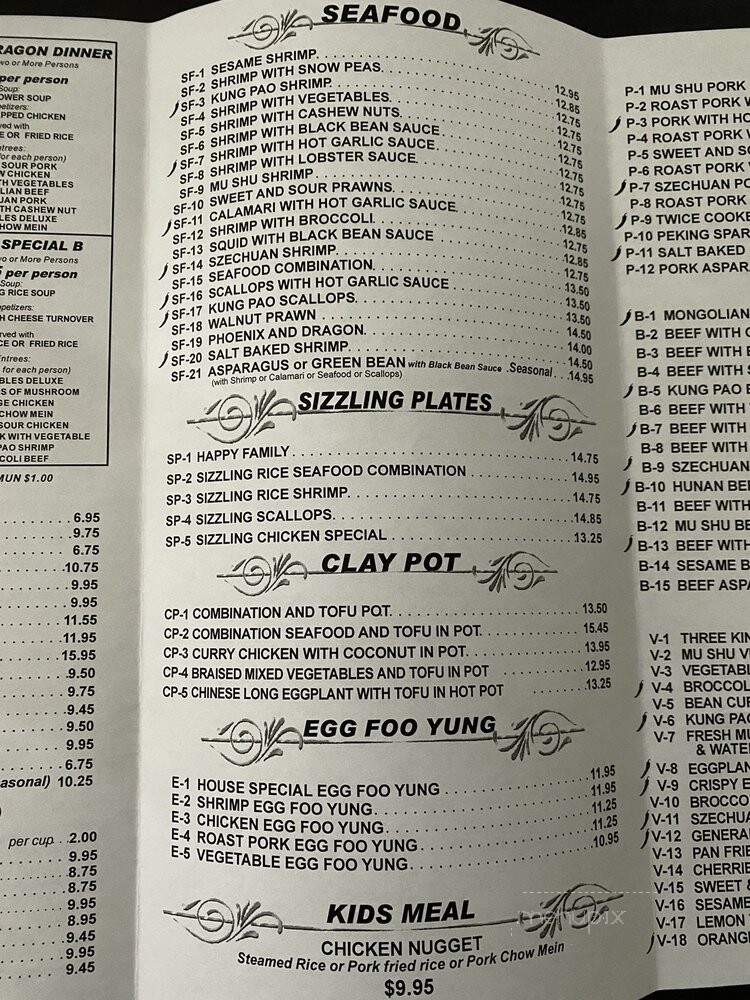 RAGON DINNER
wo or More Persons
per person
Soup:
OWER SOUP
petizers:
APPED CHICKEN
rved with
CE OR FRIED RICE
ntrees:
for each person)
SOUR PORK
W CHICKEN
TH VEGETABLES
LIAN BEEF
UAN PORK
TH CASHEW NUT
LES DELUXE
HOW MEIN
SPECIAL B
wo or More Persons
5 per person
Soup:
G RICE SOUP
petizers:
H CHEESE TURNOVER
erved with
CE OR FRIED RICE
Entrees:
for each person)
BLES DELUXE
S OF MUSHROOM
GE CHICKEN
CHOW MEIN
SOUR CHICKEN
K WITH VEGETABLE
PAO SHRIMP
COLI BEEF
MUN $1.00
6.95
9.75
6.75
10.75
9.95
9.95
11.55
11.95
15.95
9.50
9.75
9.45
9.50
9.95
6.75
asonal) 10.25
)
per cup. . .2.00
9.95
8.75
8.75
9.95
8.95
9.45
9.95
9.45
SEAFOOD
SF-1 SESAME SHRIMP. 12.95
SF-2 SHRIMP WITH SNOW PEAS. 12.85
SF-3 KUNG PAO SHRIMP. 12.75
SF-4 SHRIMP WITH VEGETABLES. 12.75
SF-5 SHRIMP WITH CASHEW NUTS. 12.75
SF-6 SHRIMP WITH BLACK BEAN SAUCE. 12.75
SF-7 SHRIMP WITH HOT GARLIC SAUCE. 12.75
SF-8 SHRIMP WITH LOBSTER SAUCE. 12.75
SF-9 MU SHU SHRIMP. 12.75
SF-10 SWEET AND SOUR PRAWNS. 12.75
SF-11 CALAMARI WITH HOT GARLIC SAUCE. 12.85
SF-12 SHRIMP WITH BROCCOLI. 12.75
SF-13 SQUID WITH BLACK BEAN SAUCE 12.85
SF-14 SZECHUAN SHRIMP. 12.75
SF-15 SEAFOOD COMBINATION. 13.50
SF-16 SCALLOPS WITH HOT GARLIC SAUCE 13.50
SF-17 KUNG PAO SCALLOPS. 13.50
SF-18 WALNUT PRAWN 14.50
SF-19 PHOENIX AND DRAGON. 14.00
SF-20 SALT BAKED SHRIMP. 14.50
SF-21 ASPARAGUS or GREEN BEAN with Black Bean Sauce .Seasonal. . .14.95
(with Shrimp or Calamari or Seafood or Scallops)
SIZZLING PLATES
SP-1 HAPPY FAMILY 14.75
SP-2 SIZZLING RICE SEAFOOD COMBINATION 14.95
SP-3 SIZZLING RICE SHRIMP. 14.75
SP-4 SIZZLING SCALLOPS. 14.85
SP-5 SIZZLING CHICKEN SPECIAL 13.25
CLAY POT
CP-1 COMBINATION AND TOFU POT. 13.50
CP-2 COMBINATION SEAFOOD AND TOFU IN POT. 15.45
CP-3 CURRY CHICKEN WITH COCONUT IN POT. 13.95
CP-4 BRAISED MIXED VEGETABLES AND TOFU IN POT 12.95
CP-5 CHINESE LONG EGGPLANT WITH TOFU IN HOT POT 13.25
EGG FOO YUNG
E-1 HOUSE SPECIAL EGG FOO YUNG 11.95
E-2 SHRIMP EGG FOO YUNG. 11.95
E-3 CHICKEN EGG FOO YUNG. 11.25
E-4 ROAST PORK EGG FOO YUNG 11.25
E-5 VEGETABLE EGG FOO YUNG. 10.95
KIDS MEAL
CHICKEN NUGGET
Steamed Rice or Pork fried rice or Pork Chow Mein
$9.95
P-1 MU SHU PORK
P-2 ROAST PORK W
P-3 PORK WITH HO
P-4 ROAST PORK
P-5 SWEET AND SO
P-6 ROAST PORK W
P-7 SZECHUAN PO
P-8 ROAST PORK
P-9 TWICE COOKE
P-10 PEKING SPAR
P-11 SALT BAKED
P-12 PORK ASPAR
B-1 MONGOLIAN
B-2 BEEF WITH
B-3 BEEF WITH
B-4 BEEF WITH
B-5 KUNG PAO
B-6 BEEF WITH
B-7 BEEF WITH
B-8 BEEF WITH
B-9 SZECHUAN
B-10 HUNAN BEE
B-11 BEEF WITH
B-12 MU SHU BE
B-13 BEEF WITH
B-14 SESAME B
B-15 BEEF ASPA
V-1 THREE KIN
V-2 MU SHU V
V-3 VEGETABL
V-4 BROCCOL
V-5 BEAN CUR
V-6 KUNG PAO
V-7 FRESH MU
& WATE
V-8 EGGPLAN
V-9 CRISPY E
V-10 BROCCO
V-11 SZECHUA
V-12 GENERA
V-13 PAN FRIE
V-14 CHERRIE
V-15 SWEET &
V-16 SESAME
V-17 LEMON
V-18 ORANG
menupix